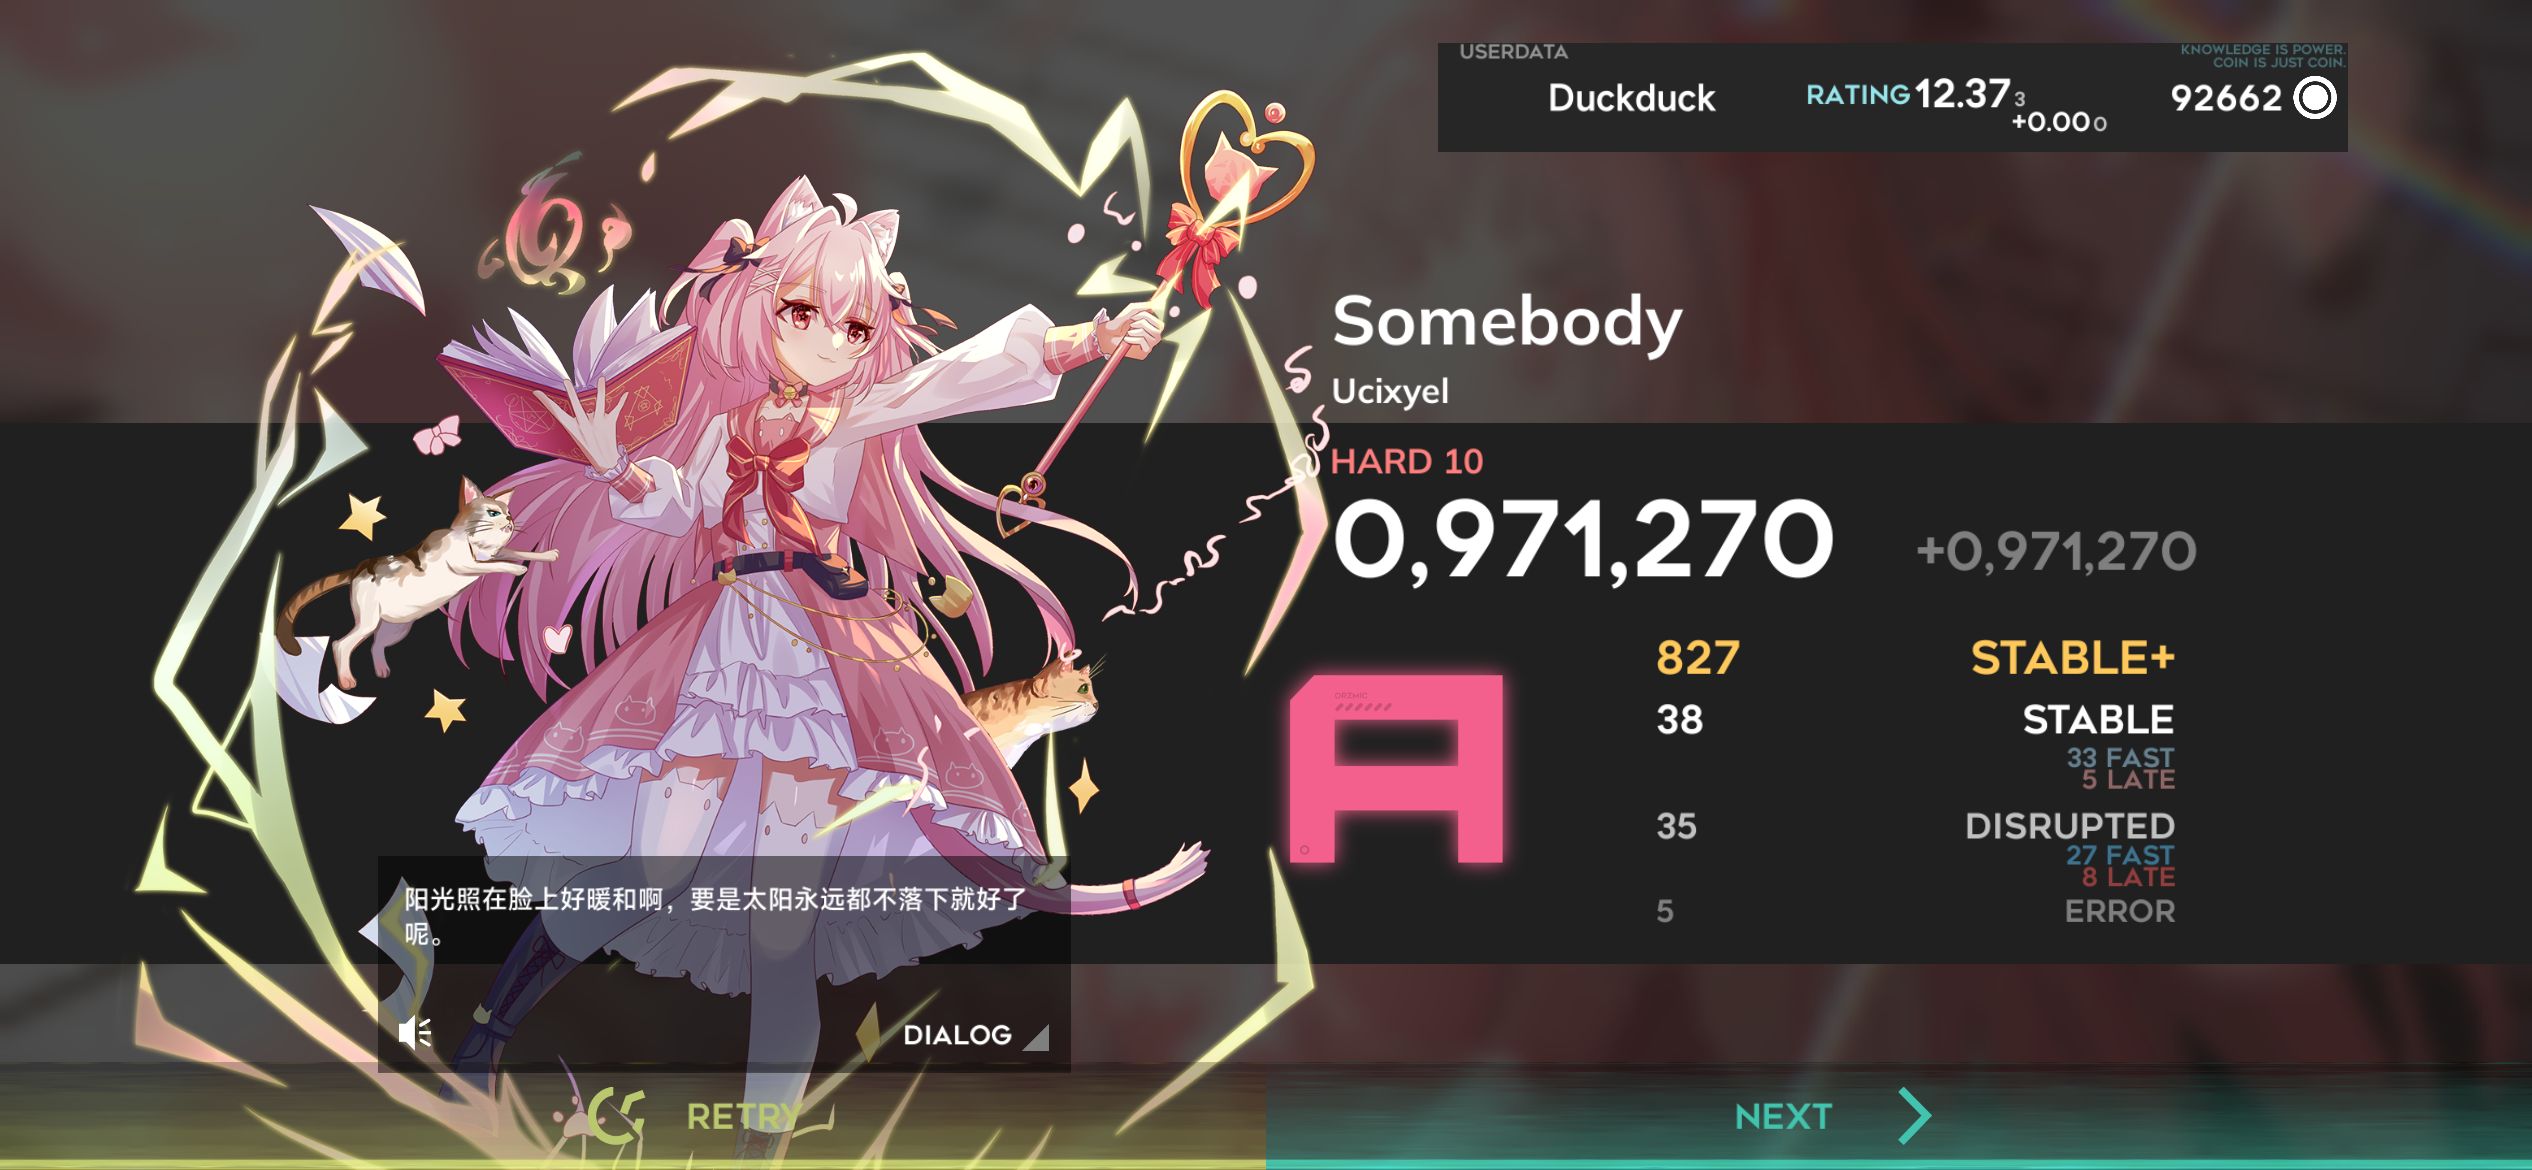 USERDATA
KNOWLEDGE IS POWER.
COIN IS JUST COIN.
Duckduck
RATING 12.373
+0.000
92662
Somebody
Ucixyel
HARD 10
0,971,270
+0,971,270
827 STABLE+
38 STABLE
33 FAST
5 LATE
35 DISRUPTED
27 FAST
8 LATE
5 ERROR
ORZMIC
阳光照在脸上好暖和啊，要是太阳永远都不落下就好了
呢。
DIALOG
RETRY
NEXT